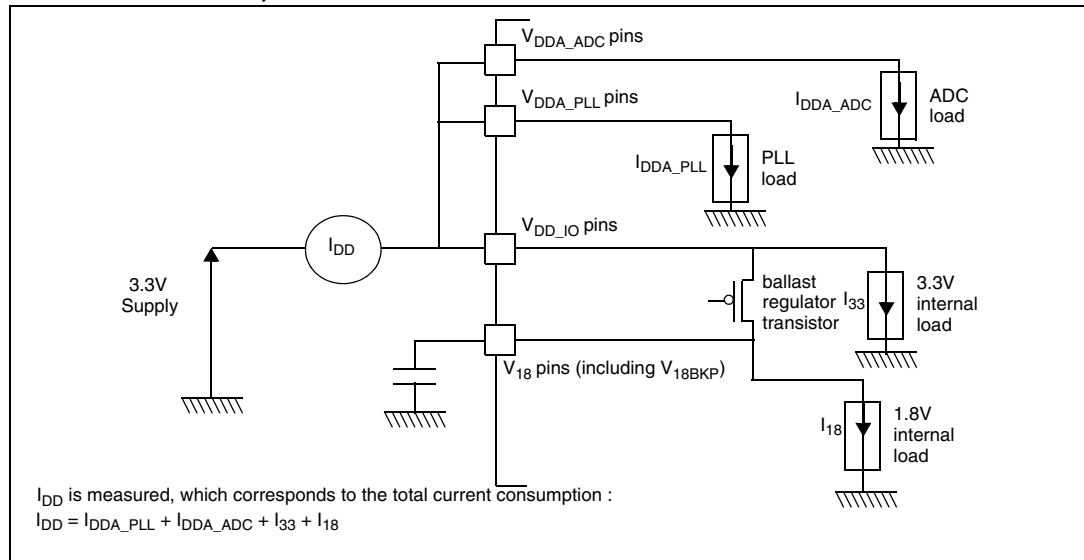 V_DDA_ADC pins
V_DDA_PLL pins
I_DDA_ADC
ADC
load
I_DDA_PLL
PLL
load
V_DD_IO pins
I_DD
3.3V
Supply
ballast
regulator
transistor
I_33
3.3V
internal
load
V_18 pins (including V_18BKP)
I_18
1.8V
internal
load
I_DD is measured, which corresponds to the total current consumption :
I_DD = I_DDA_PLL + I_DDA_ADC + I_33 + I_18